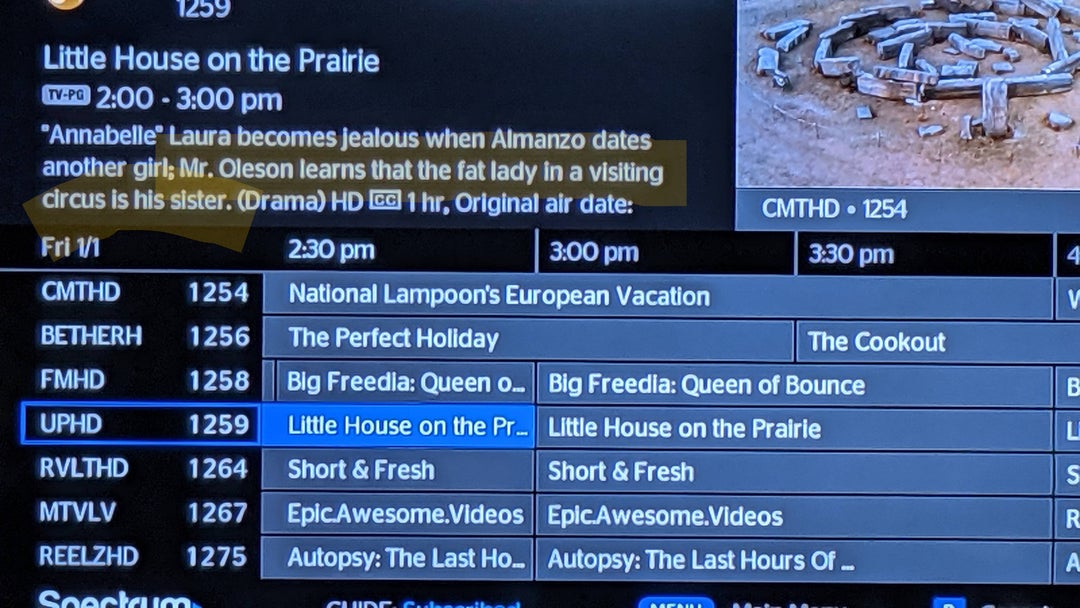 1259
Little House on the Prairie
TV-PG 2:00 - 3:00 pm
"Annabelle" Laura becomes jealous when Almanzo dates
another girl; Mr. Oleson learns that the fat lady in a visiting
circus is his sister. (Drama) HD CC 1 hr, Original air date:
CMTHD • 1254
Fri 1/1 2:30 pm 3:00 pm 3:30 pm 4
CMTHD 1254 National Lampoon's European Vacation
BETHERH 1256 The Perfect Holiday The Cookout
FMHD 1258 Big Freedia: Queen o... Big Freedia: Queen of Bounce B
UPHD 1259 Little House on the Pr... Little House on the Prairie Li
RVLTHD 1264 Short & Fresh Short & Fresh S
MTVLV 1267 Epic.Awesome.Videos Epic.Awesome.Videos R
REELZHD 1275 Autopsy: The Last Ho... Autopsy: The Last Hours Of ... A
Spectrum GUIDE: Subscribed MENU Main Menu